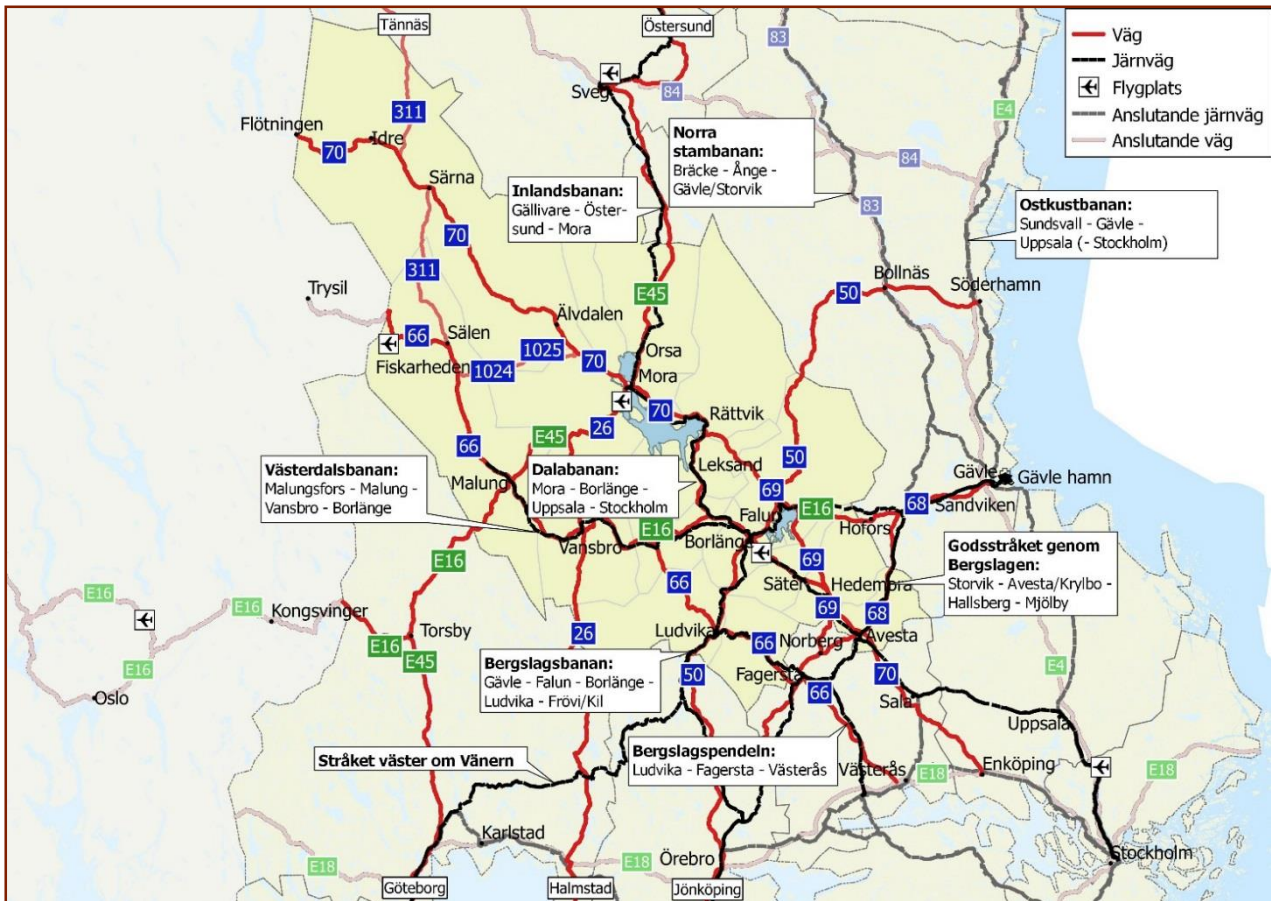 Tännäs
Östersund
83
Väg
Järnväg
Flygplats
Anslutande järnväg
Anslutande väg
E4
Sveg
84
311
Flötningen
Idre
70
Norra
stambanan:
Bräcke - Ånge -
Gävle/Storvik
84
Särna
Inlandsbanan:
Gällivare - Öster-
sund - Mora
83
Ostkustbanan:
Sundsvall - Gävle -
Uppsala (- Stockholm)
70
311
Trysil
E45
50
Bollnäs
Söderhamn
Älvdalen
66
Sälen
Fiskarheden
1024
1025
70
Orsa
Mora
70
Rättvik
26
E45
66
50
Västerdalsbanan:
Malungsfors - Malung -
Vansbro - Borlänge
Malung
Dalabanan:
Mora - Borlänge -
Uppsala - Stockholm
Leksand
69
Gävle
Gävle hamn
68
Sandviken
E16
Falun
Hofors
E16
Borlänge
Vansbro
E16
Godsstråket genom
Bergslagen:
Storvik - Avesta/Krylbo -
Hallsberg - Mjölby
69
Säter
Hedemora
66
69
68
E16
E16
Kongsvinger
Torsby
E16
E45
26
Ludvika
66
Norberg
Avesta
E4
Bergslagsbanan:
Gävle - Falun - Borlänge -
Ludvika - Frövi/Kil
50
Fagersta
66
70
Sala
E16
Oslo
Uppsala
Stråket väster om Vänern
Bergslagspendeln:
Ludvika - Fagersta - Västerås
Västerås
E18
Enköping
E18
Karlstad
E18
Örebro
E18
Stockholm
Göteborg
Halmstad
Jönköping